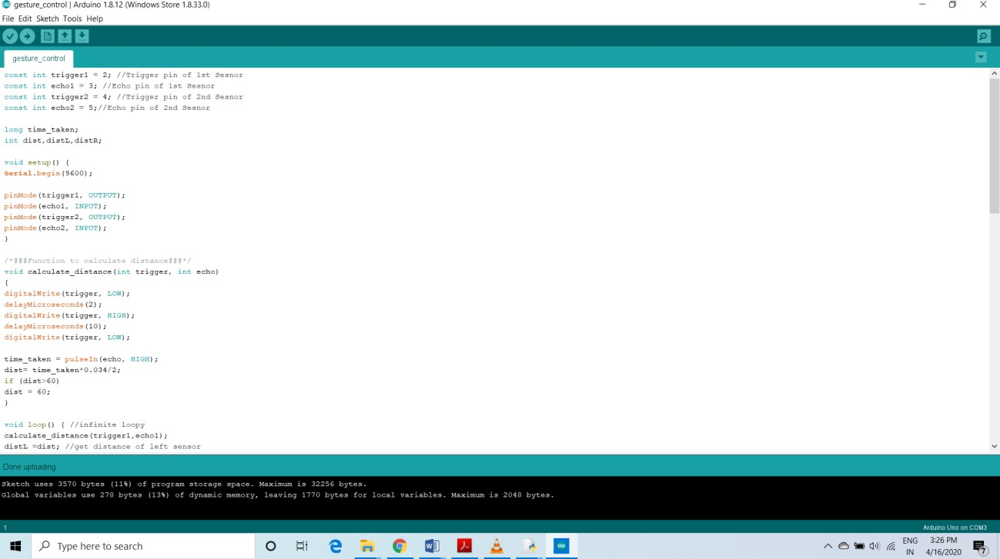 gesture_control | Arduino 1.8.12 (Windows Store 1.8.33.0)
File Edit Sketch Tools Help
gesture_control
const int trigger1 = 2; //Trigger pin of 1st Sesnor
const int echo1 = 3; //Echo pin of 1st Sesnor
const int trigger2 = 4; //Trigger pin of 2nd Sesnor
const int echo2 = 5;//Echo pin of 2nd Sesnor
long time_taken;
int dist,distL,distR;
void setup() {
Serial.begin(9600);
pinMode(trigger1, OUTPUT);
pinMode(echo1, INPUT);
pinMode(trigger2, OUTPUT);
pinMode(echo2, INPUT);
}
/*###Function to calculate distance###*/
void calculate_distance(int trigger, int echo)
{
digitalWrite(trigger, LOW);
delayMicroseconds(2);
digitalWrite(trigger, HIGH);
delayMicroseconds(10);
digitalWrite(trigger, LOW);
time_taken = pulseIn(echo, HIGH);
dist= time_taken*0.034/2;
if (dist>60)
dist = 60;
}
void loop() { //infinite loopy
calculate_distance(trigger1,echo1);
distL =dist; //get distance of left sensor
Done uploading.
Sketch uses 3570 bytes (11%) of program storage space. Maximum is 32256 bytes.
Global variables use 278 bytes (13%) of dynamic memory, leaving 1770 bytes for local variables. Maximum is 2048 bytes.
1
Arduino Uno on COM3
Type here to search
ENG
IN
3:26 PM
4/16/2020
7